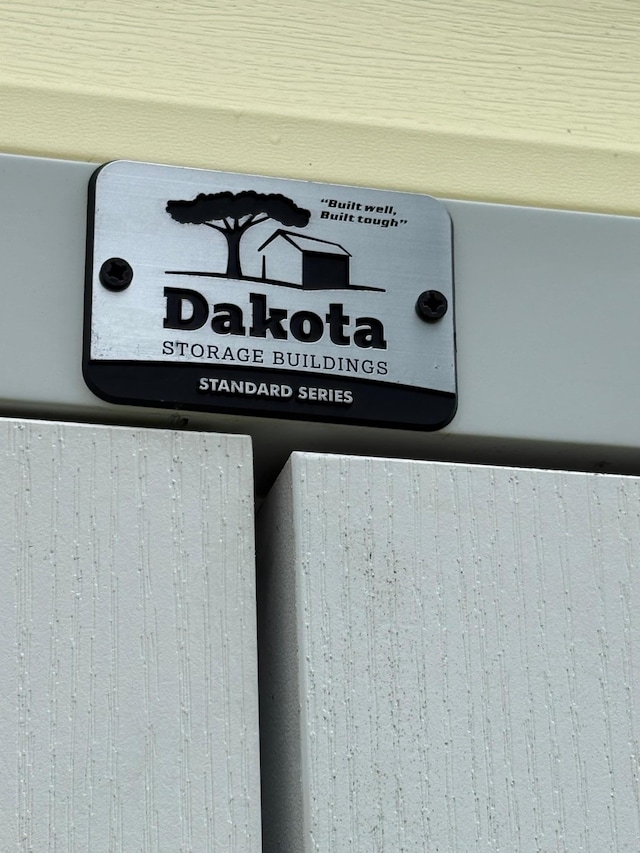 "Built well,
Built tough"
Dakota
STORAGE BUILDINGS
STANDARD SERIES